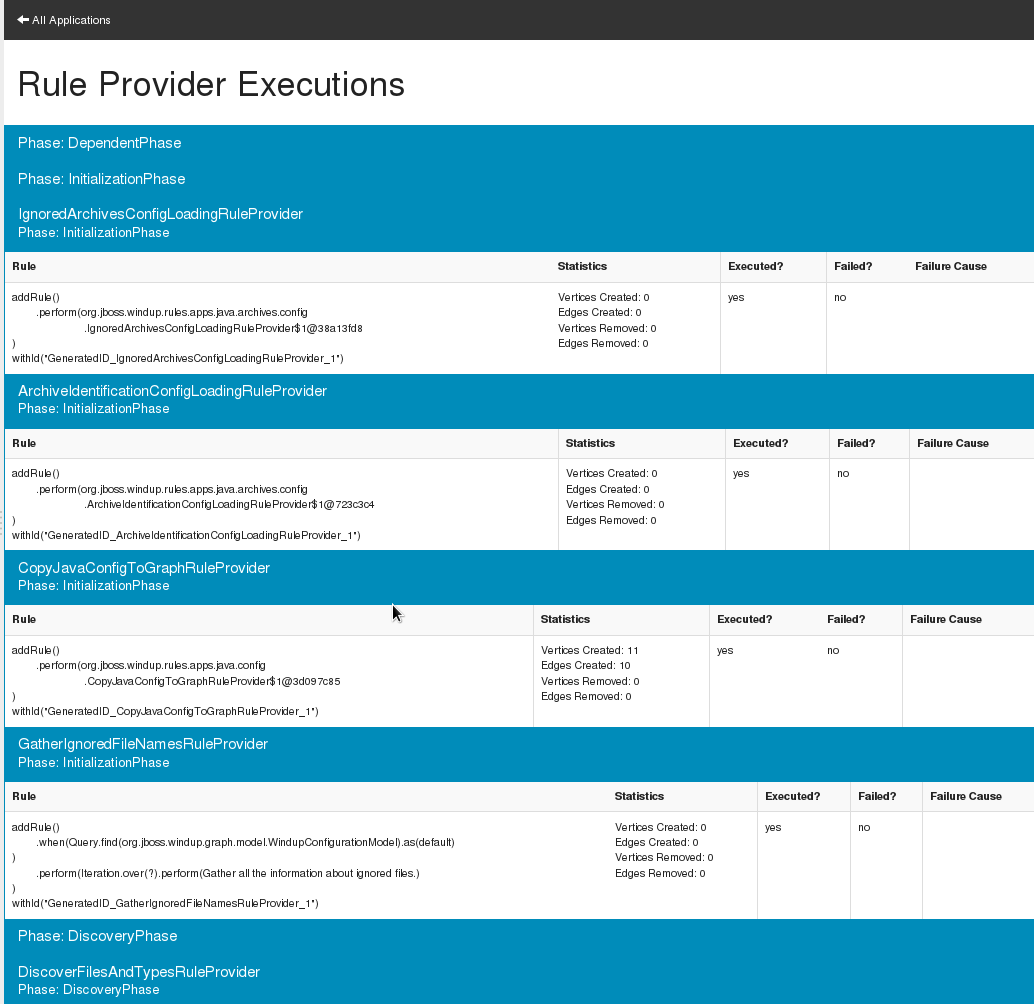 All Applications
Rule Provider Executions
Phase: DependentPhase
Phase: InitializationPhase
IgnoredArchivesConfigLoadingRuleProvider
Phase: InitializationPhase
Rule Statistics Executed? Failed? Failure Cause
addRule() Vertices Created: 0 yes no
.perform(org.jboss.windup.rules.apps.java.archives.config Edges Created: 0
.IgnoredArchivesConfigLoadingRuleProvider$1@38a13fd8 Vertices Removed: 0
) Edges Removed: 0
withId("GeneratedID_IgnoredArchivesConfigLoadingRuleProvider_1")
ArchiveIdentificationConfigLoadingRuleProvider
Phase: InitializationPhase
Rule Statistics Executed? Failed? Failure Cause
addRule() Vertices Created: 0 yes no
.perform(org.jboss.windup.rules.apps.java.archives.config Edges Created: 0
.ArchiveIdentificationConfigLoadingRuleProvider$1@723c3c4 Vertices Removed: 0
) Edges Removed: 0
withId("GeneratedID_ArchiveIdentificationConfigLoadingRuleProvider_1")
CopyJavaConfigToGraphRuleProvider
Phase: InitializationPhase
Rule Statistics Executed? Failed? Failure Cause
addRule() Vertices Created: 11 yes no
.perform(org.jboss.windup.rules.apps.java.config Edges Created: 10
.CopyJavaConfigToGraphRuleProvider$1@3d097c85 Vertices Removed: 0
) Edges Removed: 0
withId("GeneratedID_CopyJavaConfigToGraphRuleProvider_1")
GatherIgnoredFileNamesRuleProvider
Phase: InitializationPhase
Rule Statistics Executed? Failed? Failure Cause
addRule() Vertices Created: 0 yes no
.when(Query.find(org.jboss.windup.graph.model.WindupConfigurationModel).as(default) Edges Created: 0
) Vertices Removed: 0
.perform(Iteration.over(?).perform(Gather all the information about ignored files.) Edges Removed: 0
)
withId("GeneratedID_GatherIgnoredFileNamesRuleProvider_1")
Phase: DiscoveryPhase
DiscoverFilesAndTypesRuleProvider
Phase: DiscoveryPhase